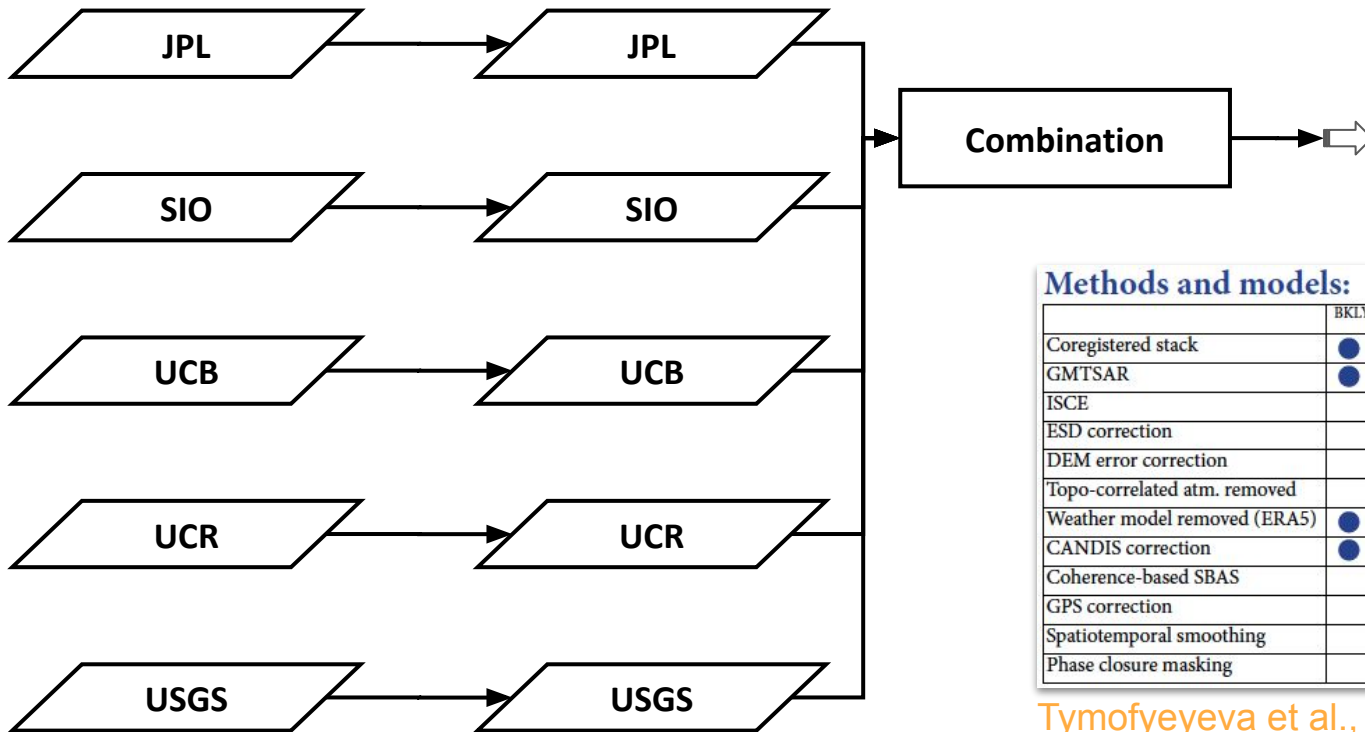 JPL
JPL
SIO
SIO
UCB
UCB
UCR
UCR
USGS
USGS
Combination
Methods and models:
BKLY
Coregistered stack
GMTSAR
ISCE
ESD correction
DEM error correction
Topo-correlated atm. removed
Weather model removed (ERA5)
CANDIS correction
Coherence-based SBAS
GPS correction
Spatiotemporal smoothing
Phase closure masking
Tymofyeyeva et al.,